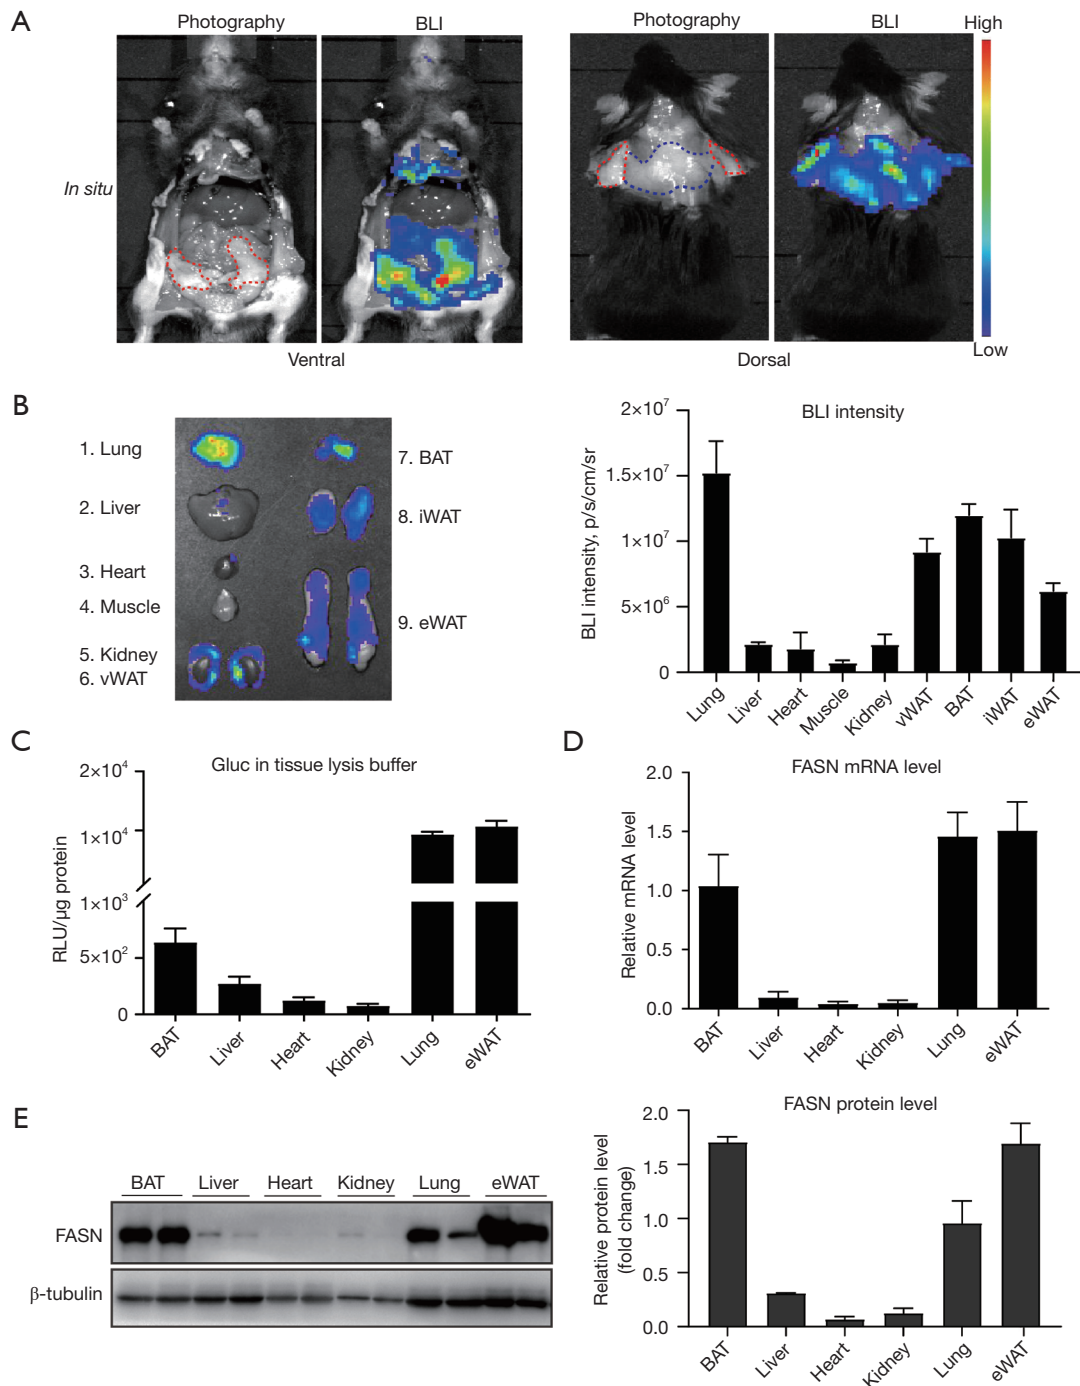 A
Photography
BLI
Photography
BLI
High
In situ
Low
Ventral
Dorsal
B
1. Lung
2. Liver
3. Heart
4. Muscle
5. Kidney
6. vWAT
7. BAT
8. iWAT
9. eWAT
BLI intensity
BLI intensity, p/s/cm/sr
2×10⁷
1.5×10⁷
1×10⁷
5×10⁶
0
Lung
Liver
Heart
Muscle
Kidney
vWAT
BAT
iWAT
eWAT
C
Gluc in tissue lysis buffer
RLU/µg protein
2×10⁴
1×10⁴
1×10³
5×10²
0
BAT
Liver
Heart
Kidney
Lung
eWAT
D
FASN mRNA level
Relative mRNA level
2.0
1.5
1.0
0.5
0.0
BAT
Liver
Heart
Kidney
Lung
eWAT
E
BAT Liver Heart Kidney Lung eWAT
FASN
β-tubulin
FASN protein level
Relative protein level
(fold change)
2.0
1.5
1.0
0.5
0.0
BAT
Liver
Heart
Kidney
Lung
eWAT